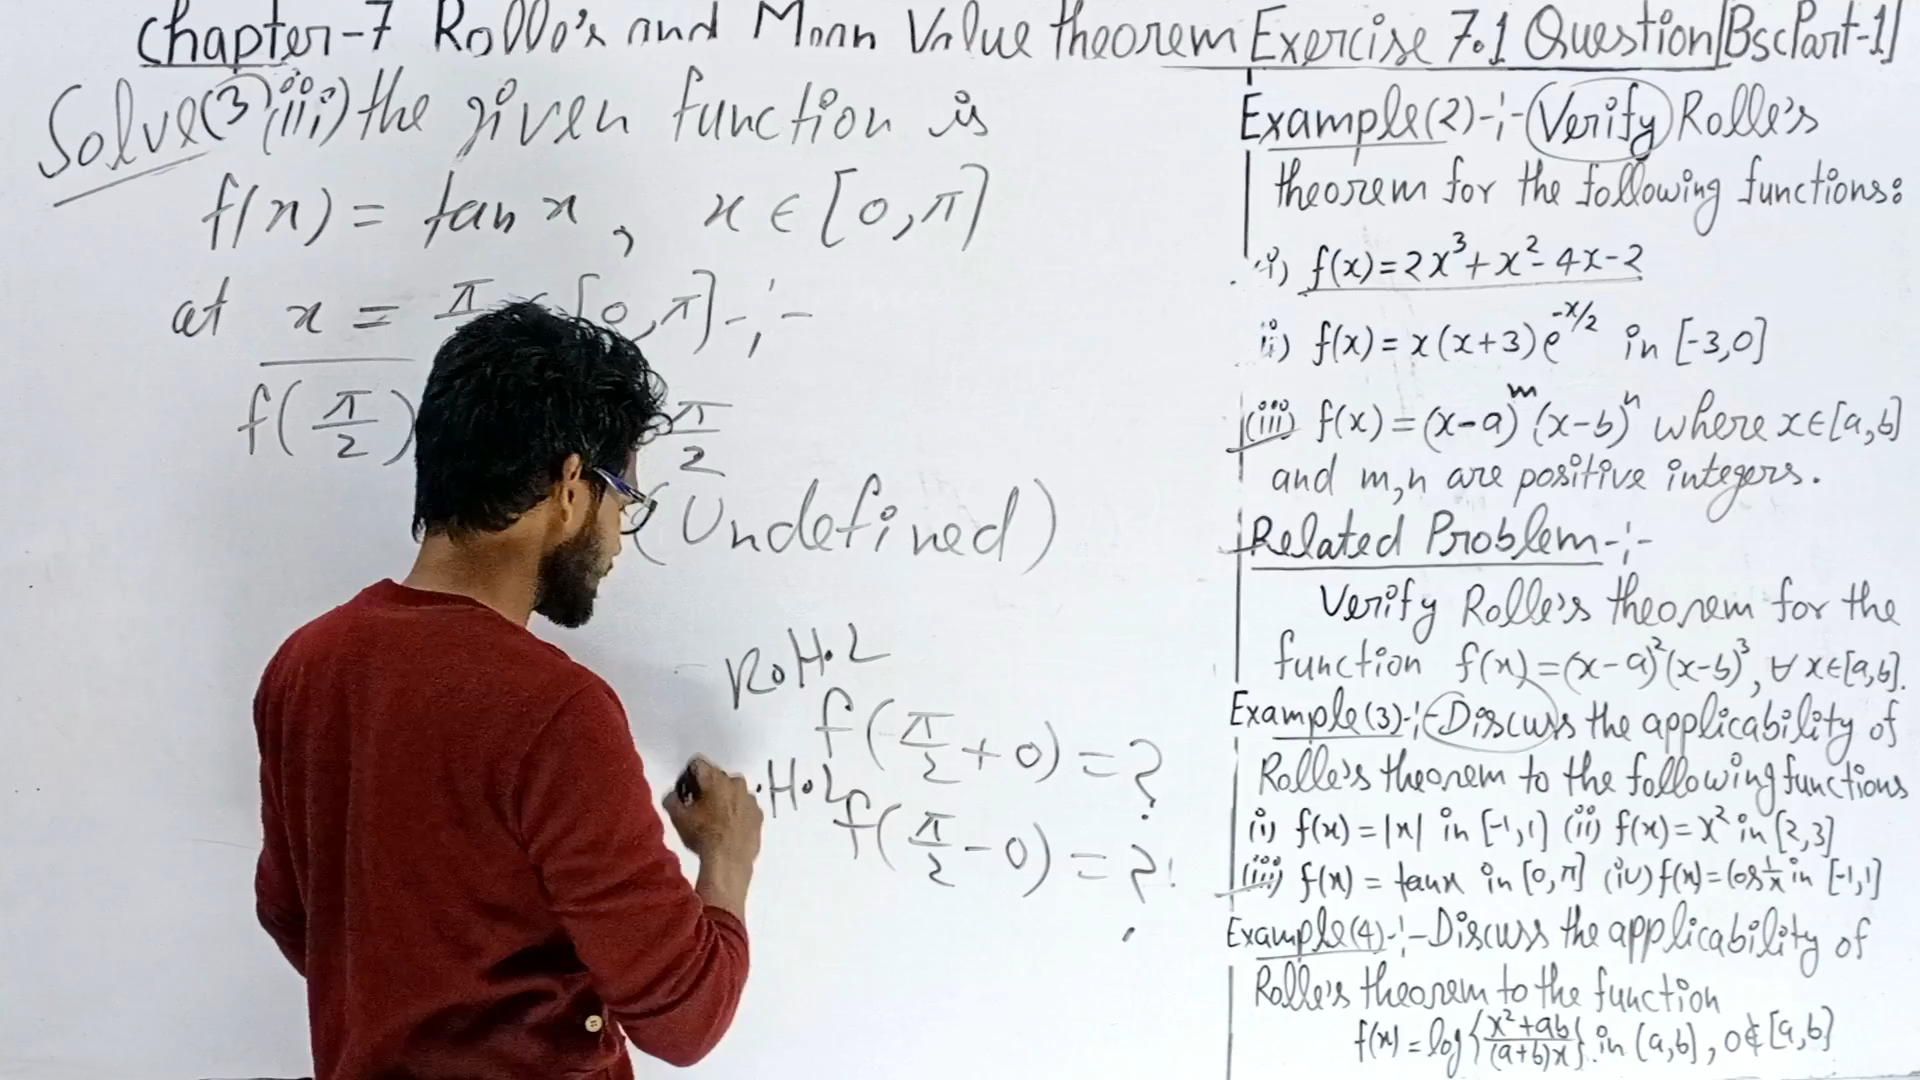 Chapter-7 Rolle's and Mean Value theorem Exercise 7.1 Question[Bsc Part-1]
Solve(3)(iii) the given function is
f(x) = tan x , x ∈ [0, π]
at x = π [0, π] -:-
f(π/2) π/2
(Undefined)
R.H.L
f(π/2 + 0) = ?
.H.L f(π/2 - 0) = ?
Example(2)-:- Verify Rolle's
theorem for the following functions:
(i) f(x) = 2x³ + x² - 4x - 2
ii) f(x) = x(x+3)e^{-x/2} in [-3,0]
(iii) f(x) = (x-a)^m (x-b)^n where x∈[a,b]
and m,n are positive integers.
Related Problem-:-
Verify Rolle's theorem for the
function f(x) = (x-a)²(x-b)³, ∀ x∈[a,b].
Example(3)-:- Discuss the applicability of
Rolle's theorem to the following functions
(i) f(x) = |x| in [-1,1] (ii) f(x) = x² in [2,3]
(iii) f(x) = tanx in [0,π] (iv) f(x) = cos 1/x in [-1,1]
Example(4)-:- Discuss the applicability of
Rolle's theorem to the function
f(x) = log{(x²+ab)/((a+b)x)} in (a,b], 0∉[a,b]